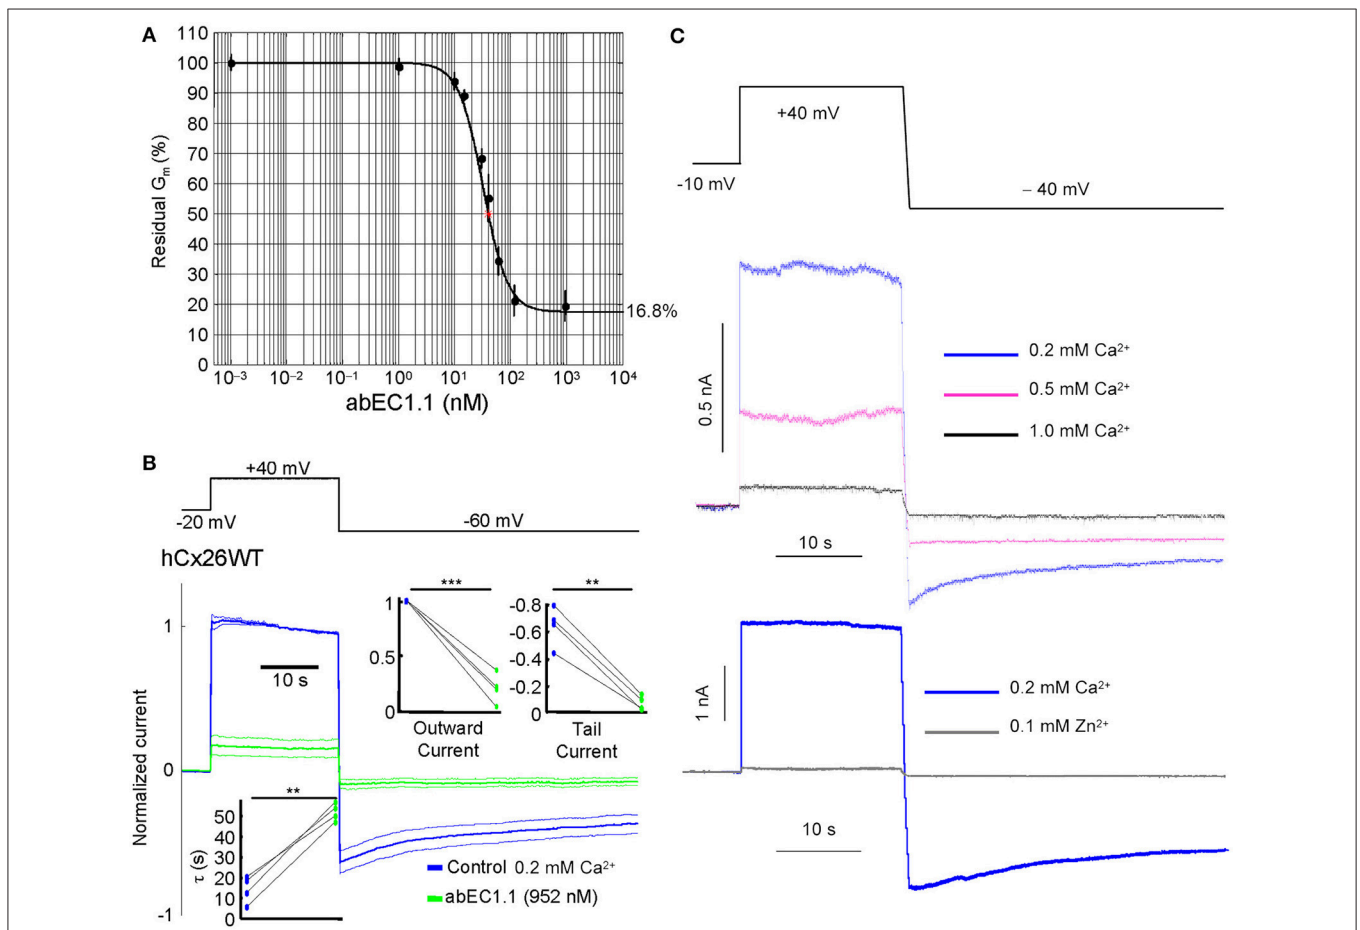 A
110
100
90
80
70
60
50
40
30
20
10
0
Residual Gm (%)
16.8%
10⁻³ 10⁻² 10⁻¹ 10⁰ 10¹ 10² 10³ 10⁴
abEC1.1 (nM)
B
+40 mV
-20 mV
-60 mV
hCx26WT
1
0
-1
Normalized current
10 s
***
1
0.5
0
Outward
Current
**
-0.8
-0.6
-0.4
-0.2
0
Tail
Current
**
50
40
30
20
10
0
τ (s)
Control 0.2 mM Ca²⁺
abEC1.1 (952 nM)
C
+40 mV
-10 mV
– 40 mV
0.5 nA
0.2 mM Ca²⁺
0.5 mM Ca²⁺
1.0 mM Ca²⁺
10 s
1 nA
0.2 mM Ca²⁺
0.1 mM Zn²⁺
10 s